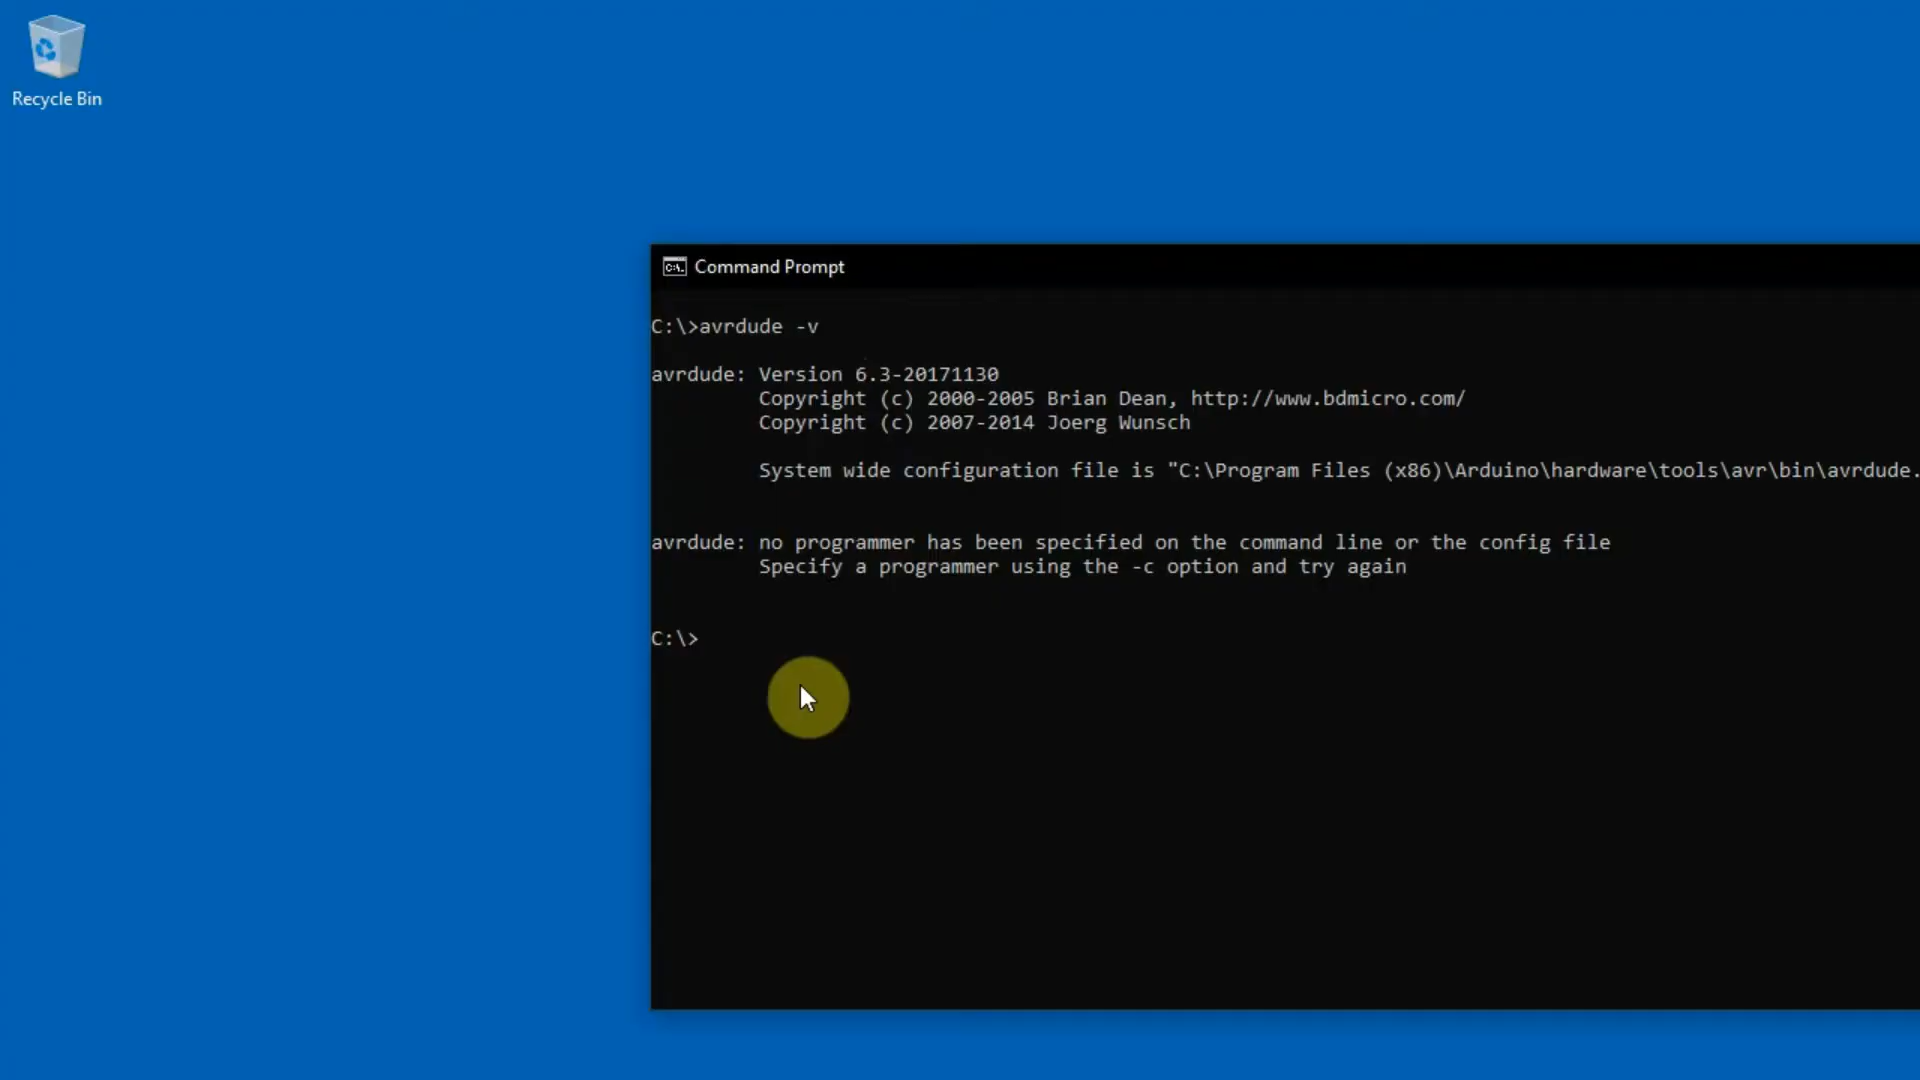 Recycle Bin
Command Prompt
C:\>avrdude -v
avrdude: Version 6.3-20171130
Copyright (c) 2000-2005 Brian Dean, http://www.bdmicro.com/
Copyright (c) 2007-2014 Joerg Wunsch
System wide configuration file is "C:\Program Files (x86)\Arduino\hardware\tools\avr\bin\avrdude.
avrdude: no programmer has been specified on the command line or the config file
Specify a programmer using the -c option and try again
C:\>